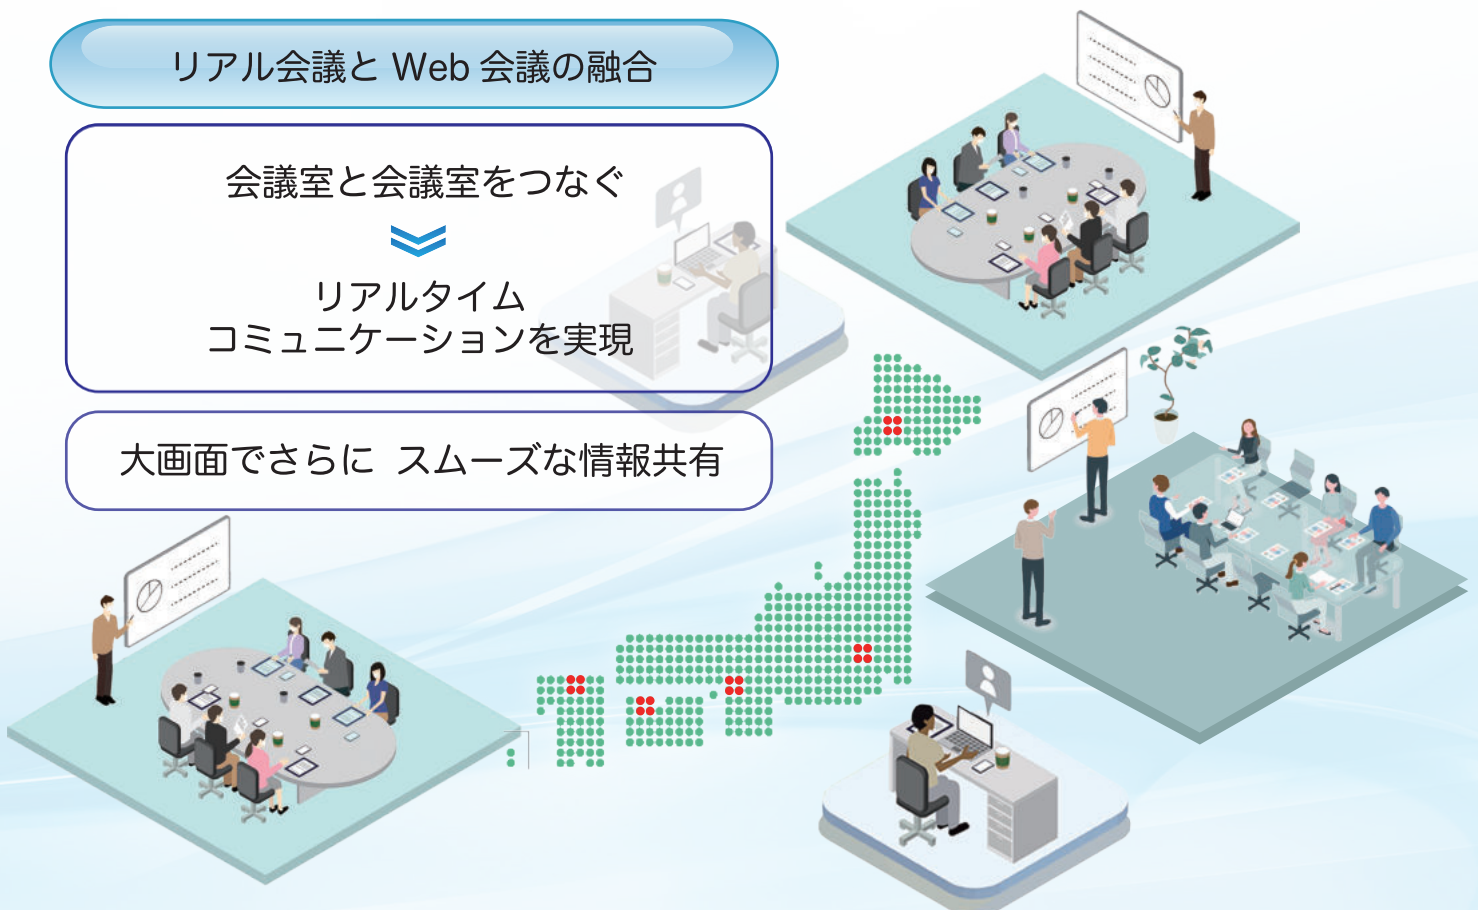 リアル会議と Web 会議の融合
会議室と会議室をつなぐ
リアルタイム
コミュニケーションを実現
大画面でさらに スムーズな情報共有